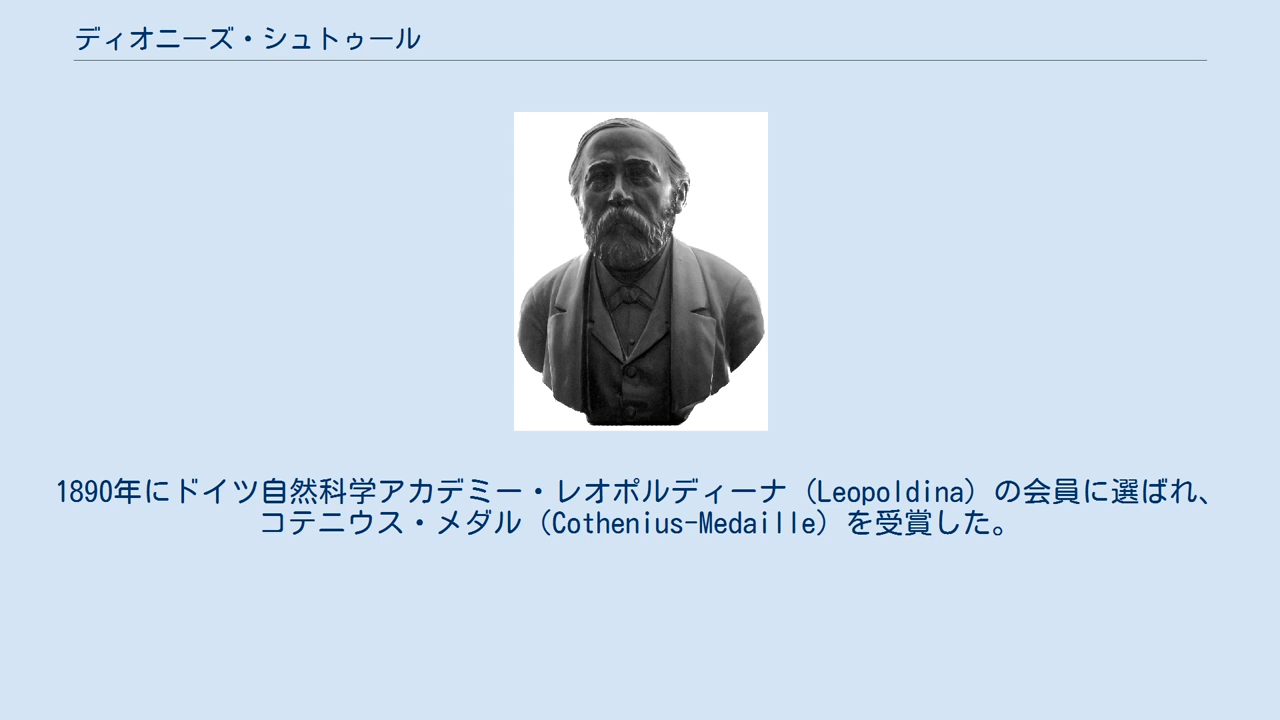 ディオニーズ・シュトゥール
1890年にドイツ自然科学アカデミー・レオポルディーナ（Leopoldina）の会員に選ばれ、
コテニウス・メダル（Cothenius-Medaille）を受賞した。